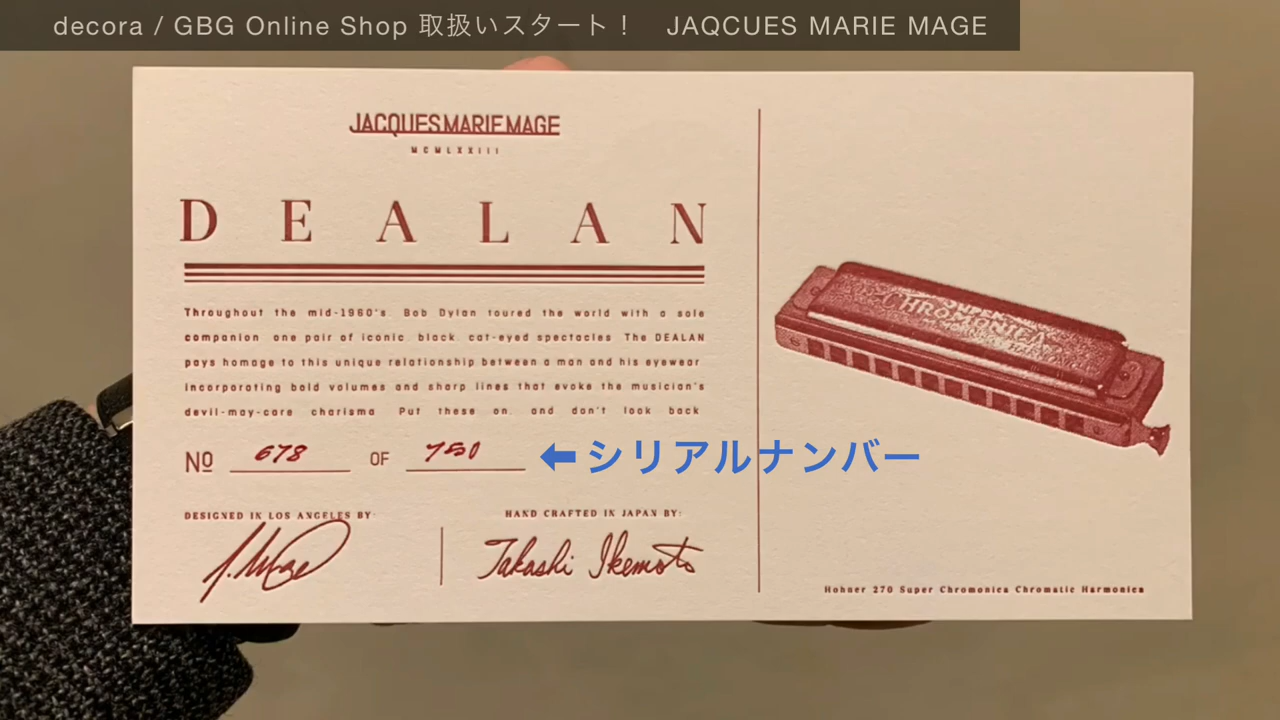 decora / GBG Online Shop 取扱いスタート！ JAQCUES MARIE MAGE
JACQUES MARIE MAGE
MCMLXXIII
DEALAN
Throughout the mid-1960's. Bob Dylan toured the world with a sole
companion one pair of iconic black. cat-eyed spectacles The DEALAN
pays homage to this unique relationship between a man and his eyewear
incorporating bold volumes and sharp lines that evoke the musician's
devil-may-care charisma Put these on. and don't look back
No 678 OF 750
←シリアルナンバー
DESIGNED IN LOS ANGELES BY:
J. Mage
HAND CRAFTED IN JAPAN BY:
Takashi Ikemoto
SUPER
CHROMONICA
Hohner 270 Super Chromonica Chromatic Harmonica